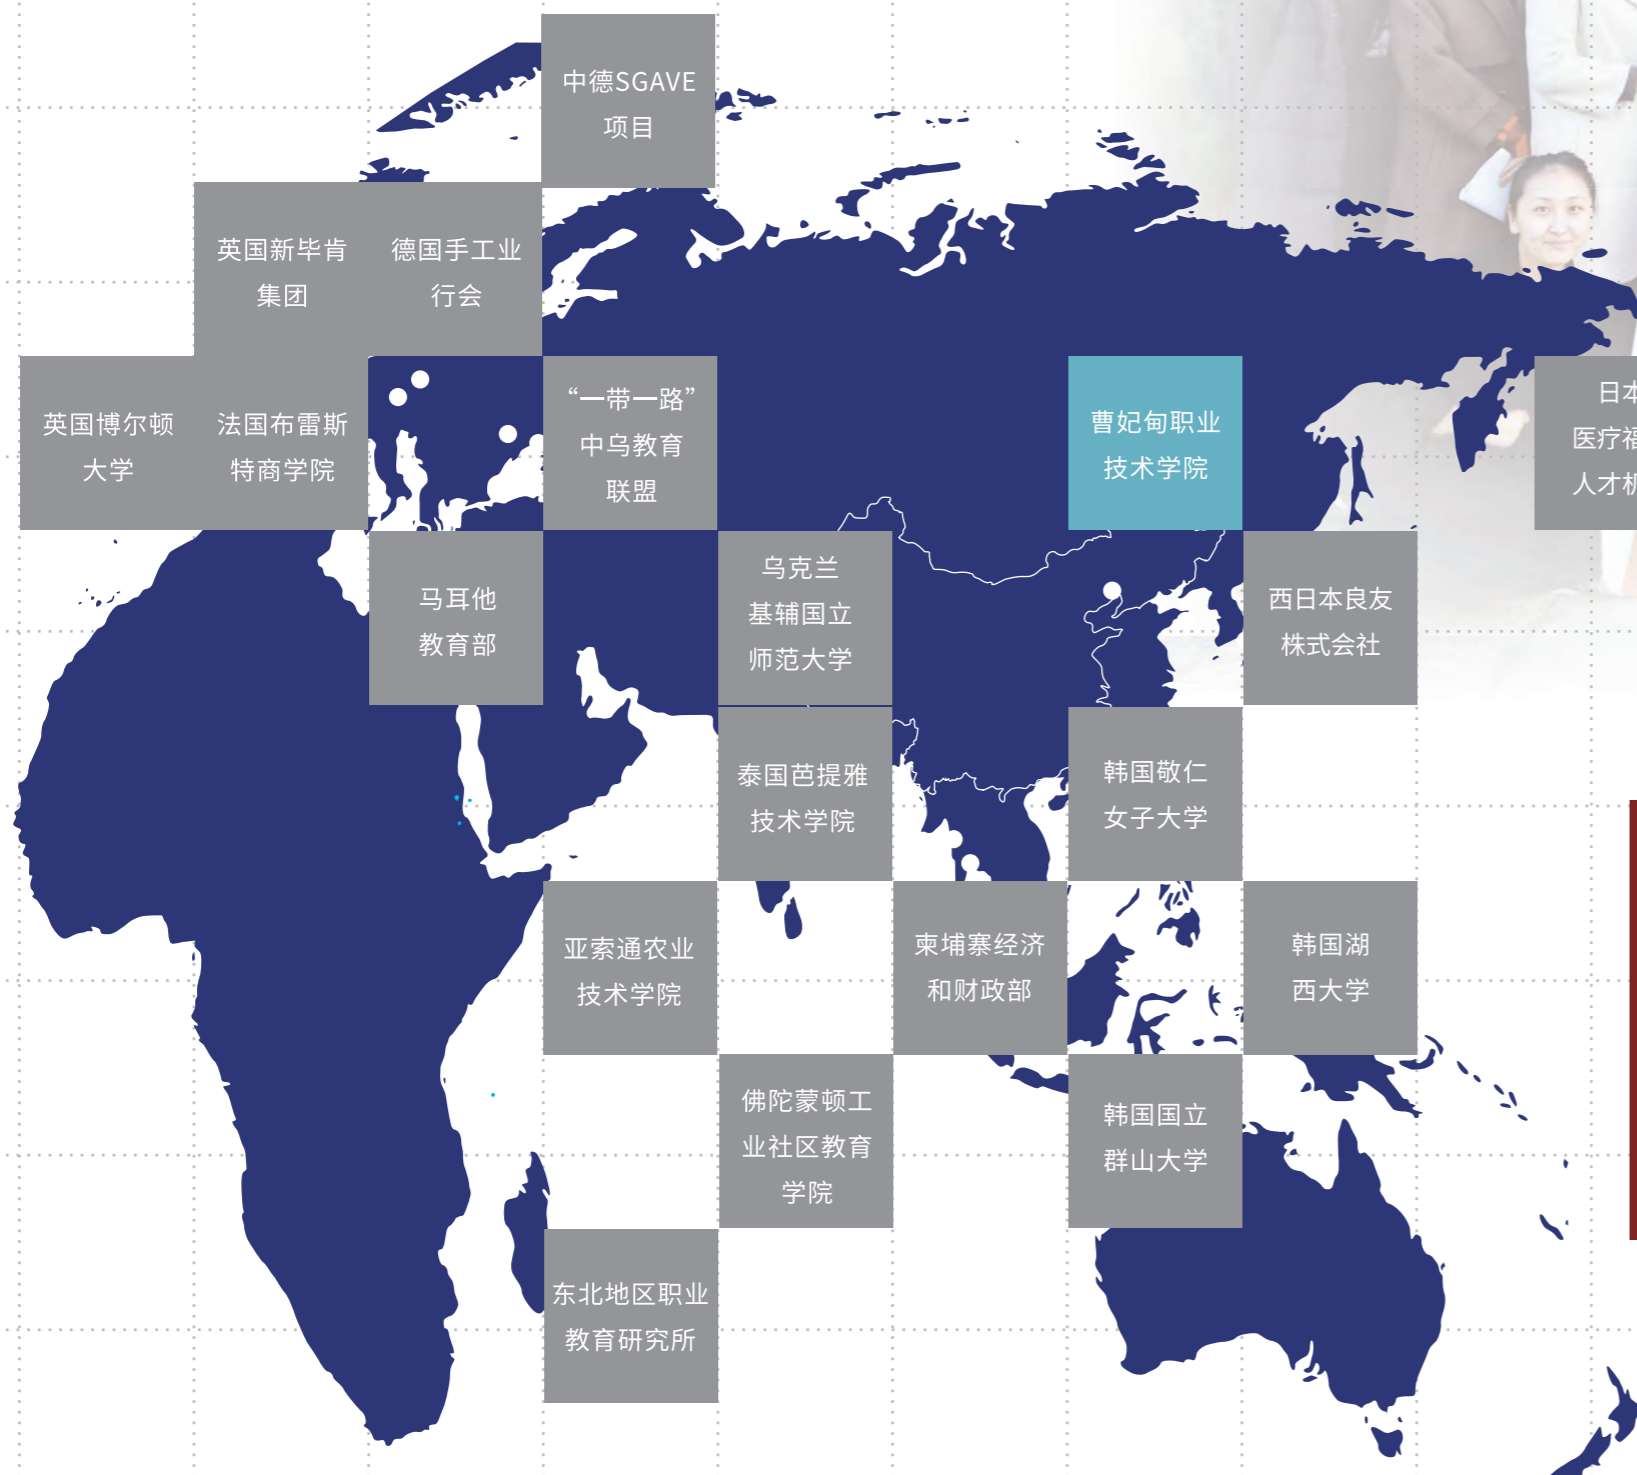 中德SGAVE
项目
英国新毕肯
集团
德国手工业
行会
英国博尔顿
大学
法国布雷斯
特商学院
“一带一路”
中乌教育
联盟
曹妃甸职业
技术学院
日本
医疗福
人才
马耳他
教育部
乌克兰
基辅国立
师范大学
西日本良友
株式会社
泰国芭提雅
技术学院
韩国敬仁
女子大学
亚索通农业
技术学院
柬埔寨经济
和财政部
韩国湖
西大学
佛陀蒙顿工
业社区教育
学院
韩国国立
群山大学
东北地区职业
教育研究所